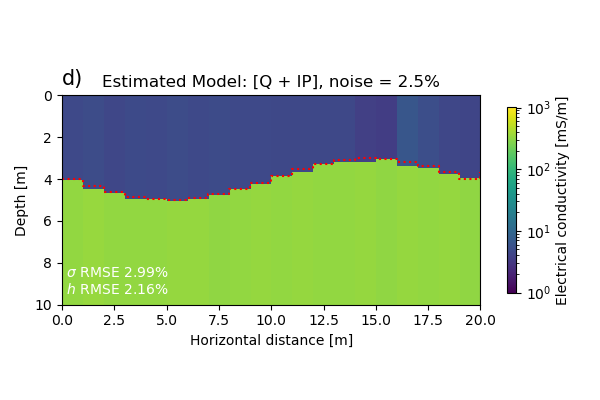 d)
Estimated Model: [Q + IP], noise = 2.5%
0
2
4
6
8
10
Depth [m]
σ RMSE 2.99%
h RMSE 2.16%
0.0 2.5 5.0 7.5 10.0 12.5 15.0 17.5 20.0
Horizontal distance [m]
10³
10²
10¹
10⁰
Electrical conductivity [mS/m]